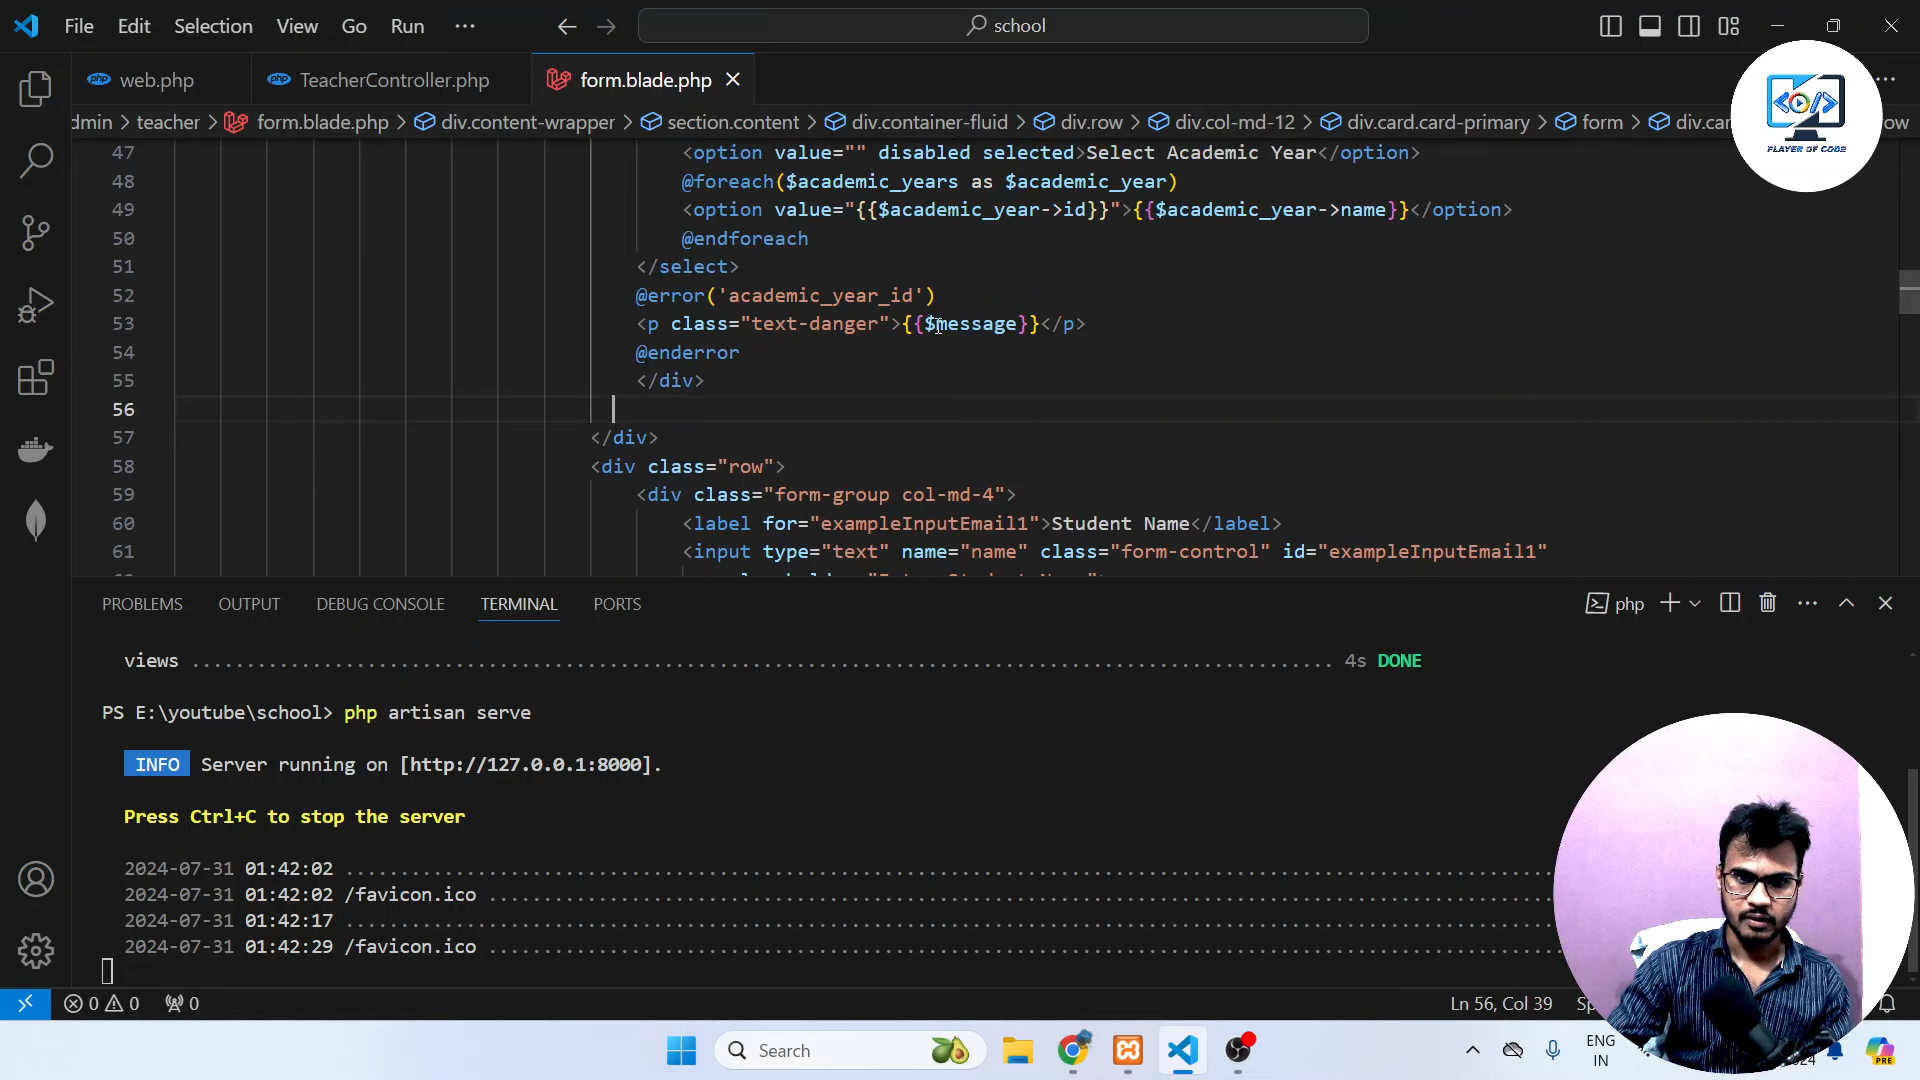 File Edit Selection View Go Run ··· school
web.php TeacherController.php form.blade.php
dmin > teacher > form.blade.php > div.content-wrapper > section.content > div.container-fluid > div.row > div.col-md-12 > div.card.card-primary > form > div.car ow
PLAYER OF CODE
47 <option value="" disabled selected>Select Academic Year</option>
48 @foreach($academic_years as $academic_year)
49 <option value="{{$academic_year->id}}">{{$academic_year->name}}</option>
50 @endforeach
51 </select>
52 @error('academic_year_id')
53 <p class="text-danger">{{$message}}</p>
54 @enderror
55 </div>
56
57 </div>
58 <div class="row">
59 <div class="form-group col-md-4">
60 <label for="exampleInputEmail1">Student Name</label>
61 <input type="text" name="name" class="form-control" id="exampleInputEmail1"
PROBLEMS OUTPUT DEBUG CONSOLE TERMINAL PORTS php
views ........................................................................................................ 4s DONE
PS E:\youtube\school> php artisan serve
INFO Server running on [http://127.0.0.1:8000].
Press Ctrl+C to stop the server
2024-07-31 01:42:02 ..............................................................................................................
2024-07-31 01:42:02 /favicon.ico .................................................................................................
2024-07-31 01:42:17 ..............................................................................................................
2024-07-31 01:42:29 /favicon.ico .................................................................................................
0 0 0 Ln 56, Col 39
Search ENG
IN
PRE